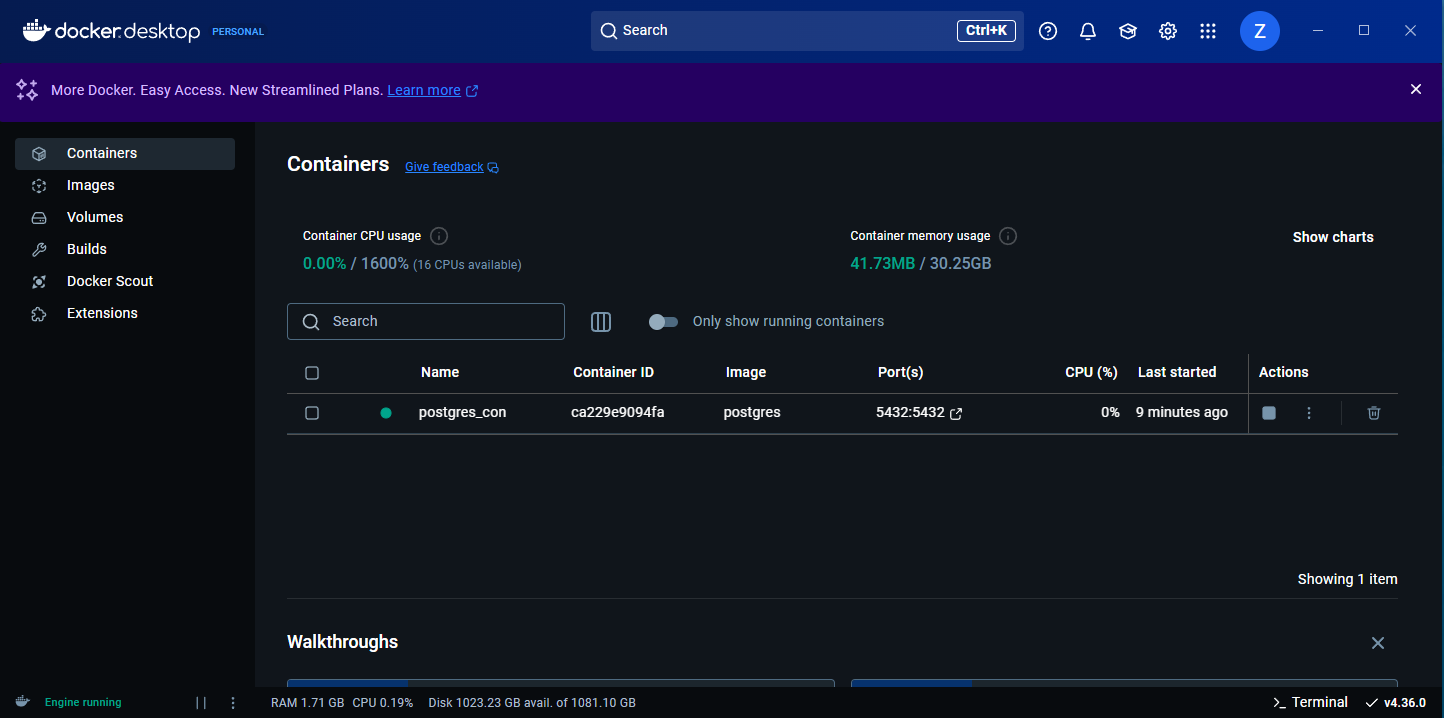 docker.desktop PERSONAL Search Ctrl+K Z
More Docker. Easy Access. New Streamlined Plans. Learn more
Containers
Images
Volumes
Builds
Docker Scout
Extensions
Containers Give feedback
Container CPU usage
0.00% / 1600% (16 CPUs available)
Container memory usage
41.73MB / 30.25GB
Show charts
Search Only show running containers
Name Container ID Image Port(s) CPU (%) Last started Actions
postgres_con ca229e9094fa postgres 5432:5432 0% 9 minutes ago
Showing 1 item
Walkthroughs
Engine running RAM 1.71 GB CPU 0.19% Disk 1023.23 GB avail. of 1081.10 GB >_ Terminal v4.36.0